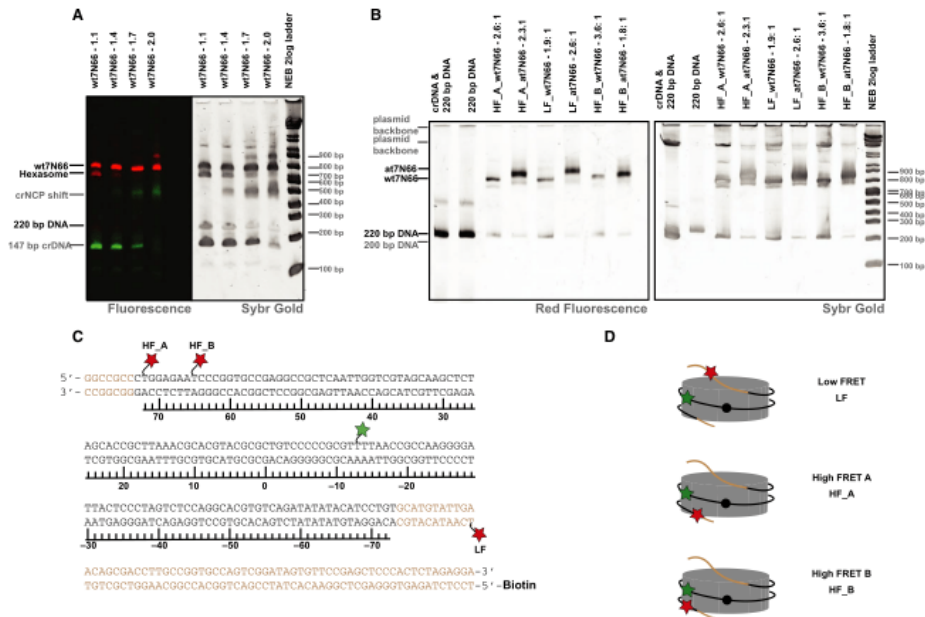 A
wt7N66 - 1.1
wt7N66 - 1.4
wt7N66 - 1.7
wt7N66 - 2.0
wt7N66 - 1.1
wt7N66 - 1.4
wt7N66 - 1.7
wt7N66 - 2.0
NEB 2log ladder
wt7N66
Hexasome
crNCP shift
220 bp DNA
147 bp crDNA
900 bp
800 bp
700 bp
600 bp
500 bp
400 bp
300 bp
200 bp
100 bp
Fluorescence
Sybr Gold
B
crDNA &
220 bp DNA
220 bp DNA
HF_A_wt7N66 - 2.6: 1
HF_A_at7N66 - 2.3.1
LF_wt7N66 - 1.9: 1
LF_at7N66 - 2.6: 1
HF_B_wt7N66 - 3.6: 1
HF_B_at7N66 - 1.8: 1
plasmid
backbone
plasmid
backbone
at7N66
wt7N66
220 bp DNA
200 bp DNA
Red Fluorescence
crDNA &
220 bp DNA
220 bp DNA
HF_A_wt7N66 - 2.6: 1
HF_A_at7N66 - 2.3.1
LF_wt7N66 - 1.9: 1
LF_at7N66 - 2.6: 1
HF_B_wt7N66 - 3.6: 1
HF_B_at7N66 - 1.8: 1
NEB 2log ladder
900 bp
800 bp
700 bp
600 bp
500 bp
400 bp
300 bp
200 bp
100 bp
Sybr Gold
C
HF_A
HF_B
5'- GGCCGCCCTGGAGAATCCCGGTGCCGAGGCCGCTCAATTGGTCGTAGCAAGCTCT
3'- CCGGCGGGACCTCTTAGGGCCACGGCTCCGGCGAGTTAACCAGCATCGTTCGAGA
70 60 50 40 30
AGCACCGCTTAAACGCACGTACGCGCTGTCCCCCGCGTTTTAACCGCCAAGGGGA
TCGTGGCGAATTTGCGTGCATGCGCGACAGGGGGCGCAAAATTGGCGGTTCCCCT
20 10 0 -10 -20
TTACTCCCTAGTCTCCAGGCACGTGTCAGATATATACATCCTGTGCATGTATTGA
AATGAGGGATCAGAGGTCCGTGCACAGTCTATATATGTAGGACACGTACATAACT
-30 -40 -50 -60 -70
LF
ACAGCGACCTTGCCGGTGCCAGTCGGATAGTGTTCCGAGCTCCCACTCTAGAGGA-3'
TGTCGCTGGAACGGCCACGGTCAGCCTATCACAAGGCTCGAGGGTGAGATCTCCT-5'-Biotin
D
Low FRET
LF
High FRET A
HF_A
High FRET B
HF_B